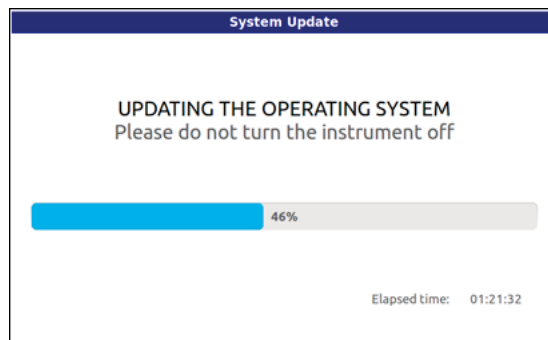 System Update
UPDATING THE OPERATING SYSTEM
Please do not turn the instrument off
46%
Elapsed time: 01:21:32